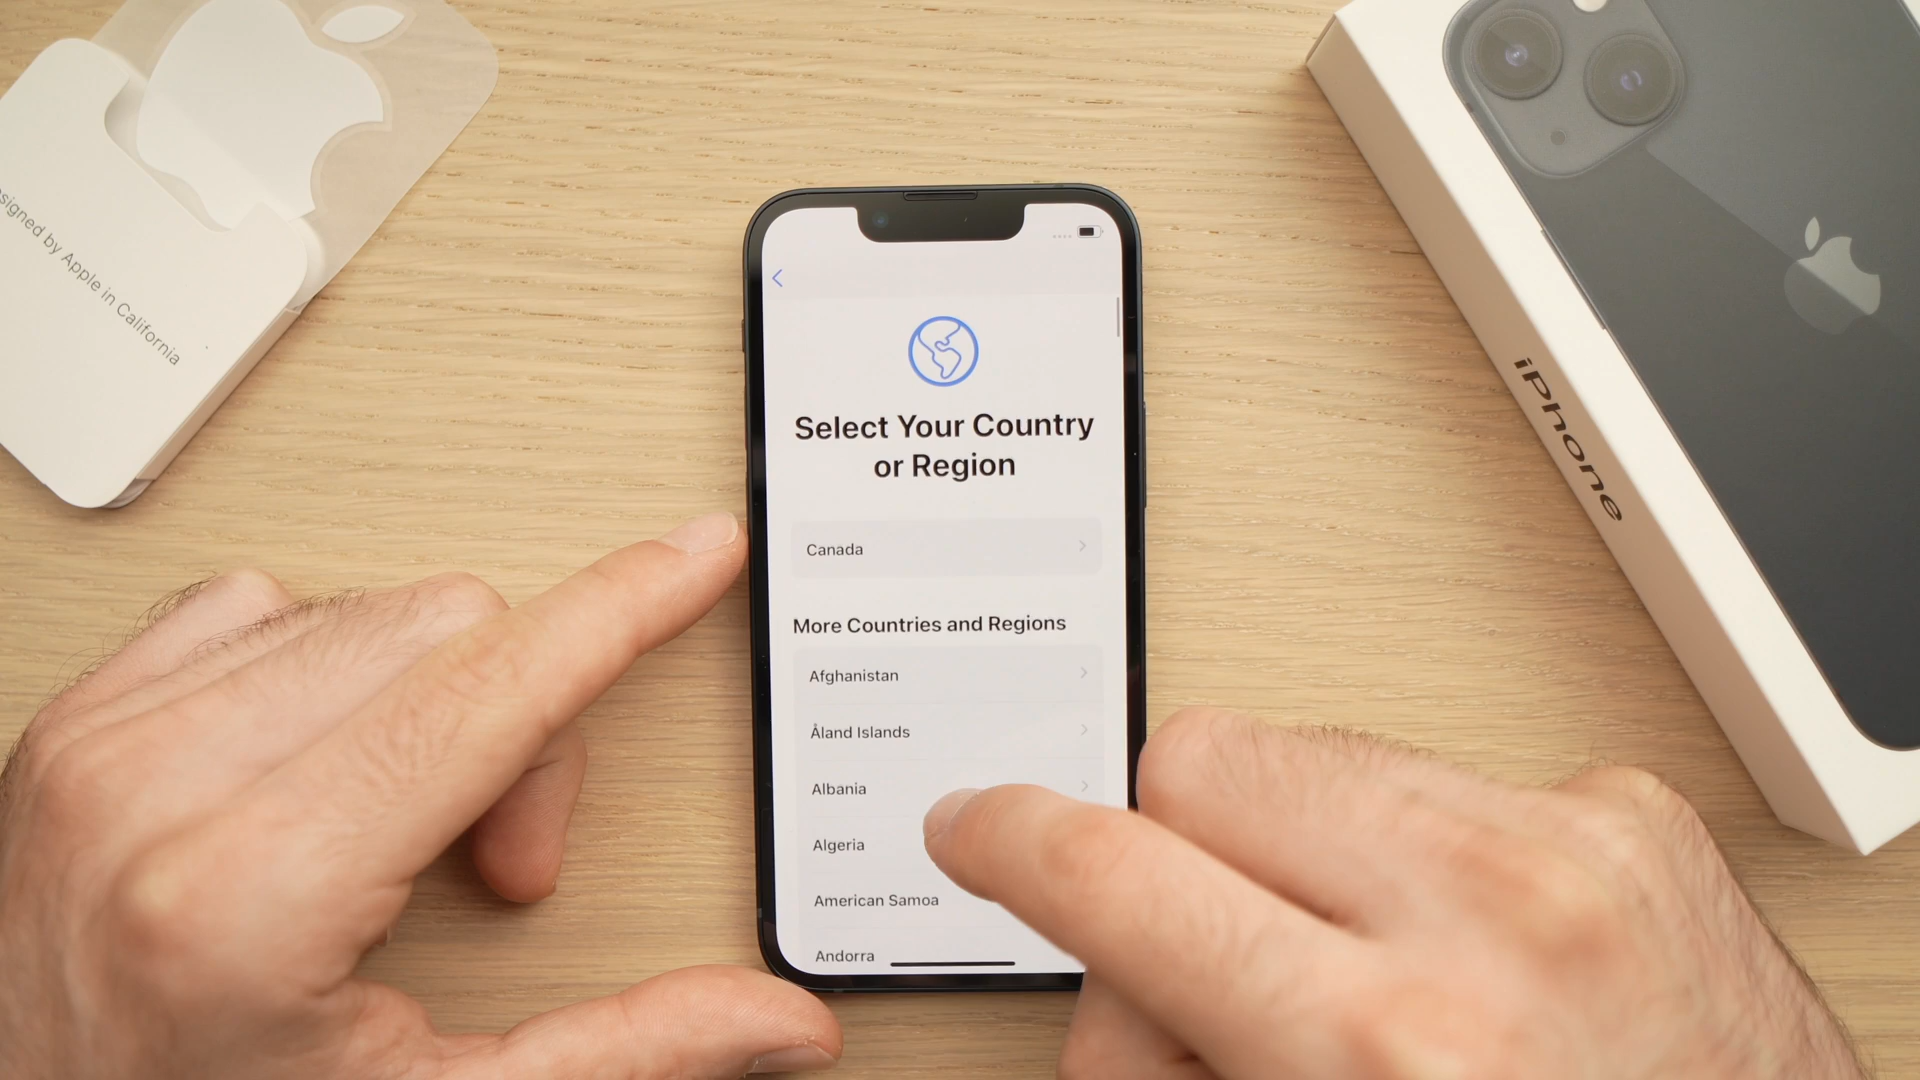 signed by Apple in California
Select Your Country
or Region
Canada
More Countries and Regions
Afghanistan
Åland Islands
Albania
Algeria
American Samoa
Andorra
iPhone